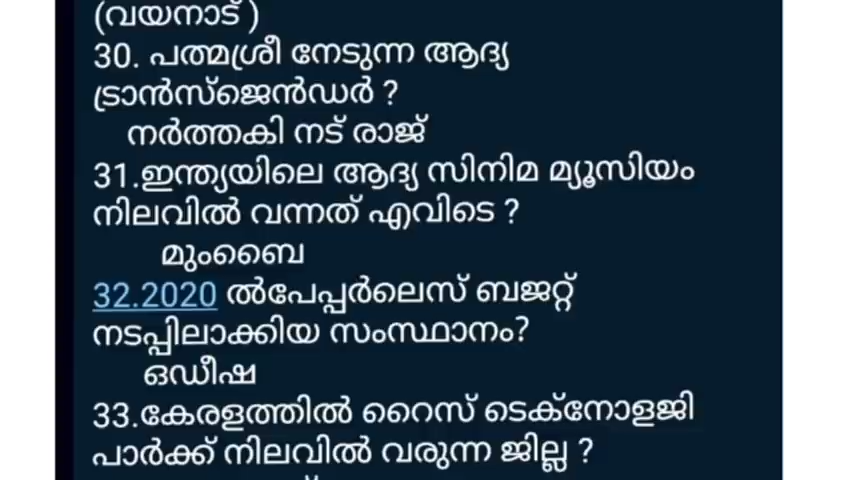 (വയനാട് )
30. പത്മശ്രീ നേടുന്ന ആദ്യ
ട്രാൻസ്ജെൻഡർ ?
നർത്തകി നട് രാജ്
31.ഇന്ത്യയിലെ ആദ്യ സിനിമ മ്യൂസിയം
നിലവിൽ വന്നത് എവിടെ ?
മുംബൈ
32.2020 ൽപേപ്പർലെസ് ബജറ്റ്
നടപ്പിലാക്കിയ സംസ്ഥാനം?
ഒഡീഷ
33.കേരളത്തിൽ റൈസ് ടെക്നോളജി
പാർക്ക് നിലവിൽ വരുന്ന ജില്ല ?